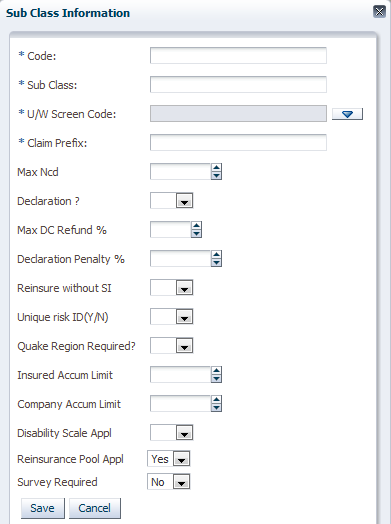 Sub Class Information
* Code:
* Sub Class:
* U/W Screen Code:
* Claim Prefix:
Max Ncd
Declaration ?
Max DC Refund %
Declaration Penalty %
Reinsure without SI
Unique risk ID(Y/N)
Quake Region Required?
Insured Accum Limit
Company Accum Limit
Disability Scale Appl
Reinsurance Pool Appl Yes
Survey Required No
Save Cancel